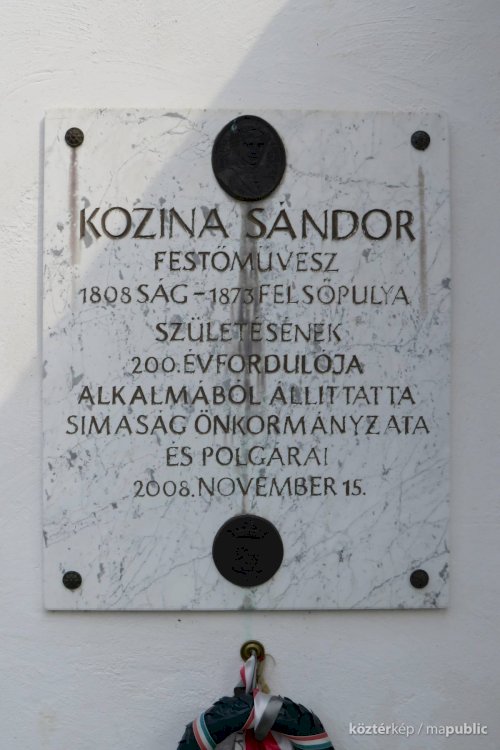 KOZINA SÁNDOR
FESTŐMŰVÉSZ
1808 SÁG – 1873 FELSŐPULYA
SZÜLETÉSÉNEK
200. ÉVFORDULÓJA
ALKALMÁBÓL ÁLLÍTTATTA
SIMASÁG ÖNKORMÁNYZATA
ÉS POLGÁRAI
2008. NOVEMBER 15.
köztérkép / mapublic